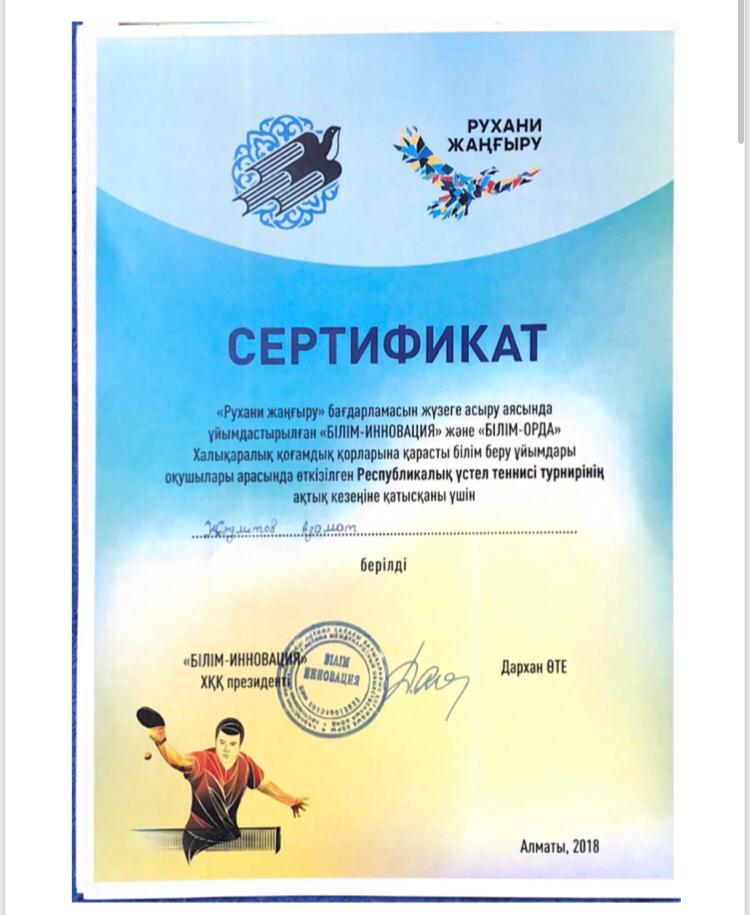 РУХАНИ
ЖАҢҒЫРУ
СЕРТИФИКАТ
«Рухани жаңғыру» бағдарламасын жүзеге асыру аясында
ұйымдастырылған «БІЛІМ-ИННОВАЦИЯ» және «БІЛІМ-ОРДА»
Халықаралық қоғамдық қорларына қарасты білім беру ұйымдары
оқушылары арасында өткізілген Республикалық үстел теннисі турнирінің
ақтық кезеңіне қатысқаны үшін
Азамат
берілді
«БІЛІМ-ИННОВАЦИЯ»
ХҚҚ президенті
БІЛІМ
ИННОВАЦИЯ
Дархан ӨТЕ
Алматы, 2018